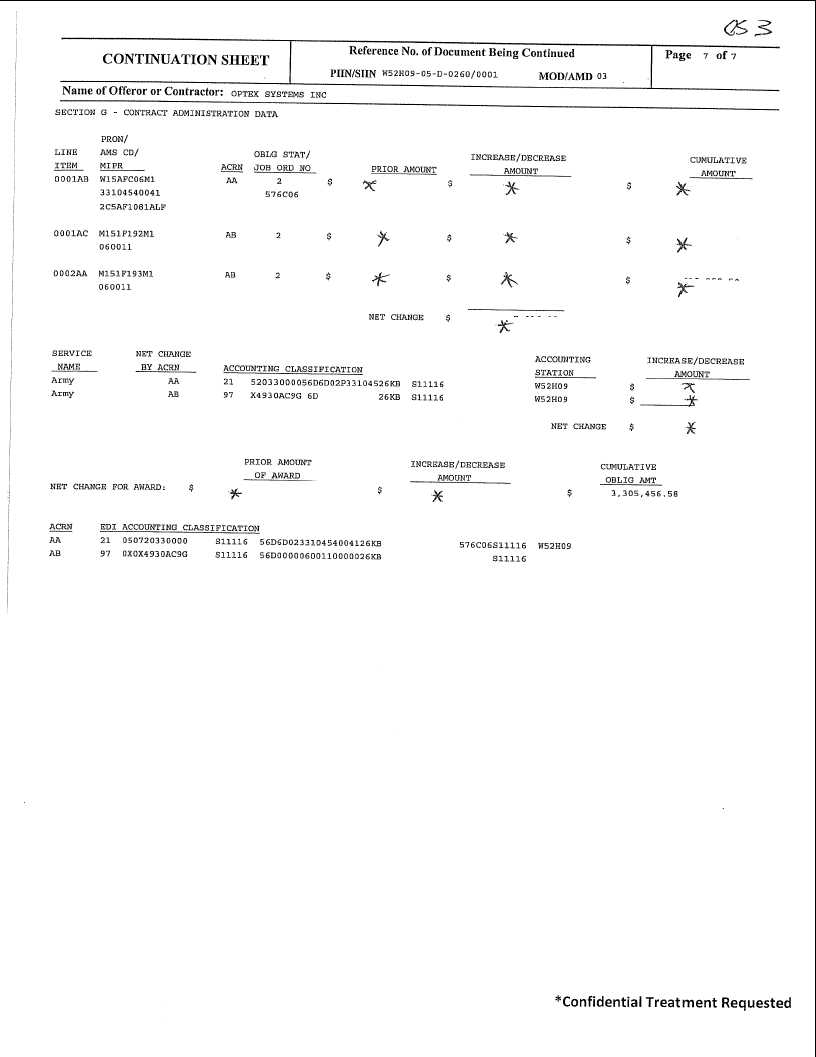 OS 3
CONTINUATION SHEET Reference No. of Document Being Continued Page 7 of 7
PIIN/SIIN W52H09-05-D-0260/0001 MOD/AMD 03
Name of Offeror or Contractor: OPTEX SYSTEMS INC
SECTION G - CONTRACT ADMINISTRATION DATA
PRON/
LINE AMS CD/ OBLG STAT/ INCREASE/DECREASE CUMULATIVE
ITEM MIPR ACRN JOB ORD NO PRIOR AMOUNT AMOUNT AMOUNT
0001AB W15AFC06M1 AA 2 $ * $ * $ *
33104540041 576C06
2C5AF1081ALF
0001AC M151F192M1 AB 2 $ * $ * $ *
060011
0002AA M151F193M1 AB 2 $ * $ * $ *
060011
NET CHANGE $ *
SERVICE NET CHANGE ACCOUNTING INCREASE/DECREASE
NAME BY ACRN ACCOUNTING CLASSIFICATION STATION AMOUNT
Army AA 21 52033000056D6D02P33104526KB S11116 W52H09 $ *
Army AB 97 X4930AC9G 6D 26KB S11116 W52H09 $ *
NET CHANGE $ *
PRIOR AMOUNT INCREASE/DECREASE CUMULATIVE
OF AWARD AMOUNT OBLIG AMT
NET CHANGE FOR AWARD: $ * $ * $ 3,305,456.58
ACRN EDI ACCOUNTING CLASSIFICATION
AA 21 050720330000 S11116 56D6D023310454004126KB 576C06S11116 W52H09
AB 97 0X0X4930AC9G S11116 56D00000600110000026KB S11116
*Confidential Treatment Requested